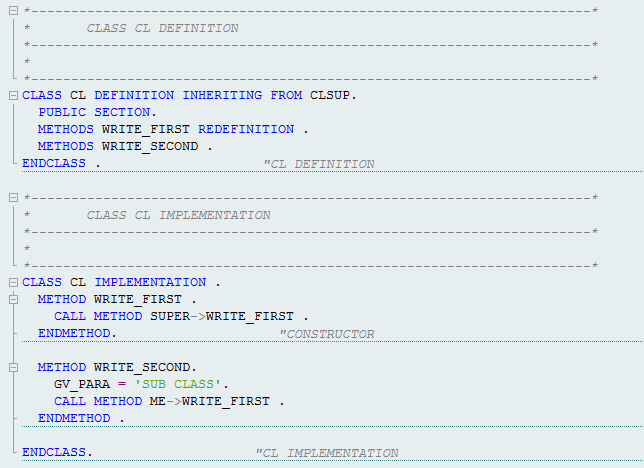 *----------------------------------------------------------------------*
*       CLASS CL DEFINITION
*----------------------------------------------------------------------*
*
*----------------------------------------------------------------------*
CLASS CL DEFINITION INHERITING FROM CLSUP.
  PUBLIC SECTION.
  METHODS WRITE_FIRST REDEFINITION .
  METHODS WRITE_SECOND .
ENDCLASS .                    "CL DEFINITION
*----------------------------------------------------------------------*
*       CLASS CL IMPLEMENTATION
*----------------------------------------------------------------------*
*
*----------------------------------------------------------------------*
CLASS CL IMPLEMENTATION .
  METHOD WRITE_FIRST .
    CALL METHOD SUPER->WRITE_FIRST .
  ENDMETHOD.                    "CONSTRUCTOR
  METHOD WRITE_SECOND.
    GV_PARA = 'SUB CLASS'.
    CALL METHOD ME->WRITE_FIRST .
  ENDMETHOD .
ENDCLASS.                    "CL IMPLEMENTATION